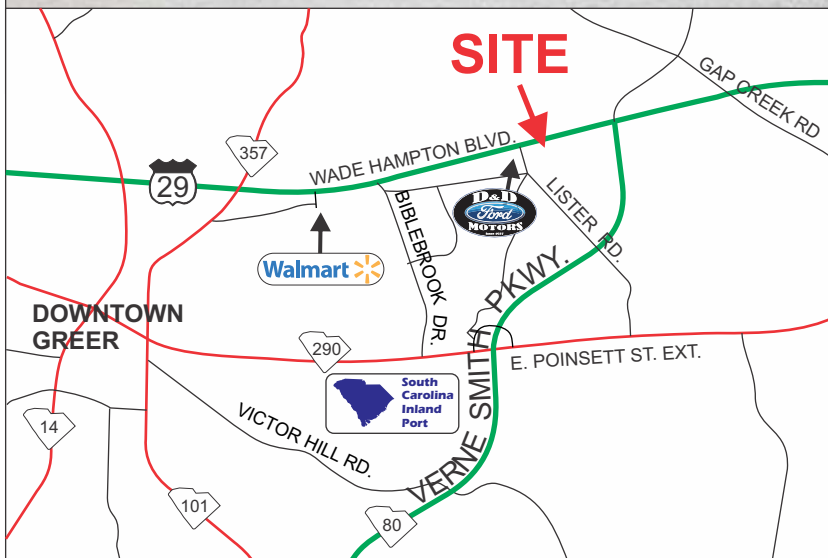 SITE
GAP CREEK RD
357
WADE HAMPTON BLVD.
29
D&D
Ford
MOTORS
BIBLEBROOK DR.
LISTER RD.
Walmart
VERNE SMITH PKWY.
DOWNTOWN
GREER
290
E. POINSETT ST. EXT.
South
Carolina
Inland
Port
VICTOR HILL RD.
14
101
80